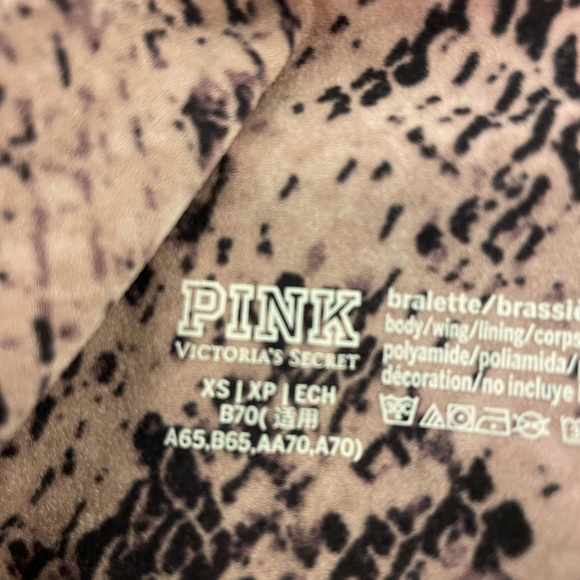 PINK
VICTORIA'S SECRET
XS | XP | ECH
B70( 适用
A65,B65,AA70,A70)
bralette/brassi
body/wing/lining/corps
polyamide/poliamida/
décoration/no incluye